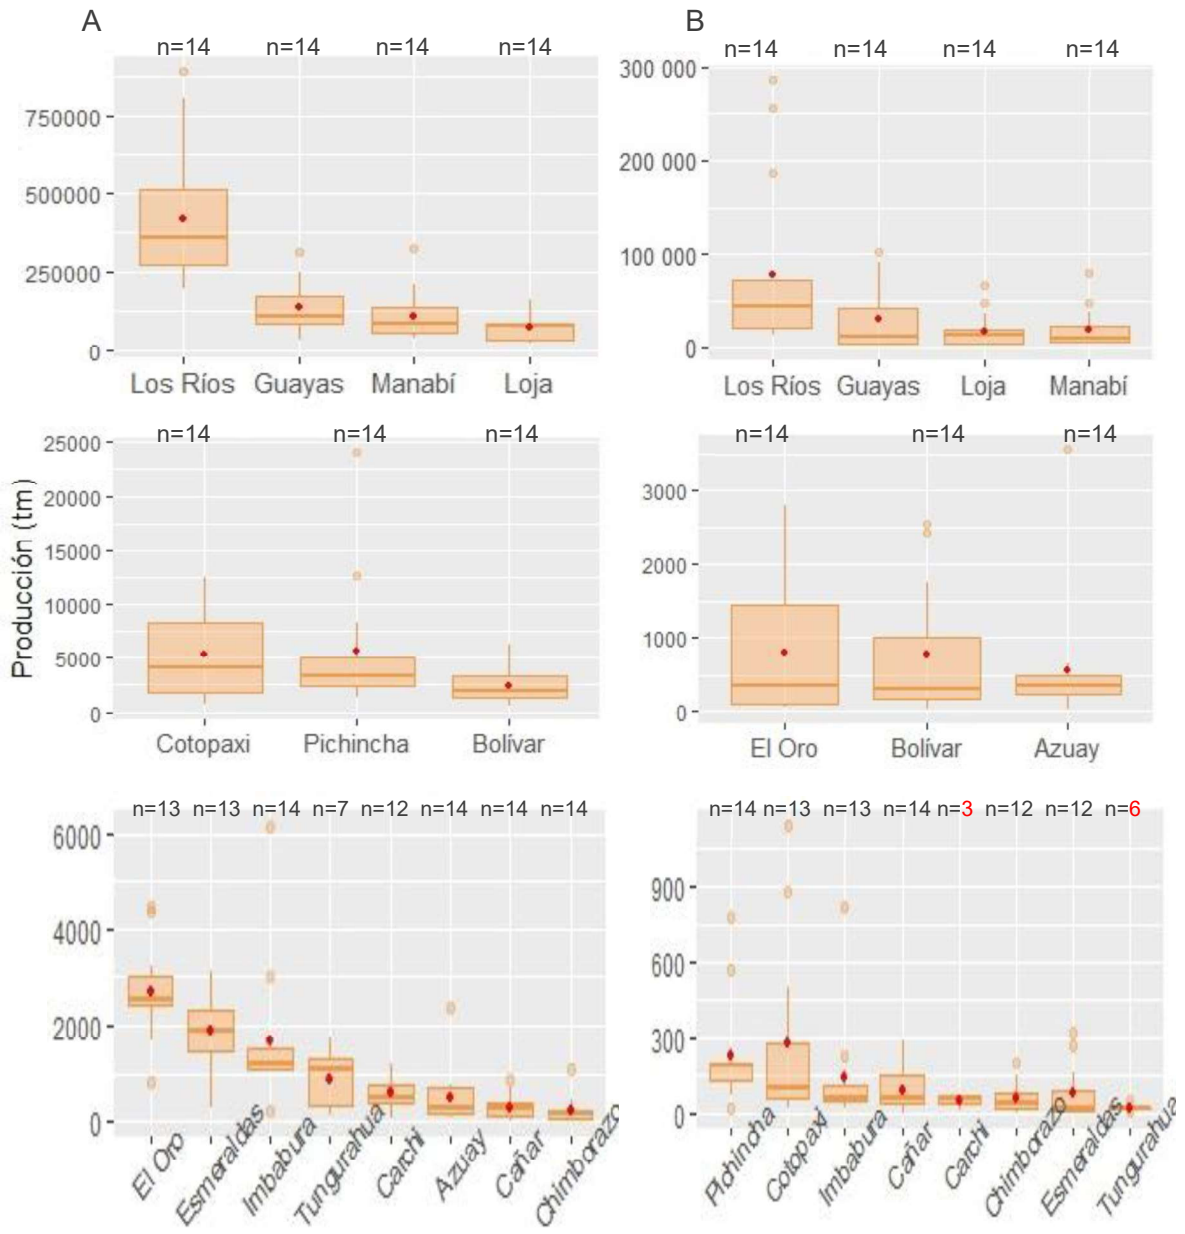 A
B
n=14 n=14 n=14 n=14
750000
500000
250000
0
Los Ríos Guayas Manabí Loja
n=14 n=14 n=14 n=14
300 000
200 000
100 000
0
Los Ríos Guayas Loja Manabí
Producción (tm)
n=14 n=14 n=14
25000
20000
15000
10000
5000
0
Cotopaxi Pichincha Bolívar
n=14 n=14 n=14
3000
2000
1000
0
El Oro Bolívar Azuay
n=13 n=13 n=14 n=7 n=12 n=14 n=14 n=14
6000
4000
2000
0
El Oro Esmeraldas Imbabura Tungurahua Carchi Azuay Cañar Chimborazo
n=14 n=13 n=13 n=14 n=3 n=12 n=12 n=6
900
600
300
0
Pichincha Cotopaxi Imbabura Cañar Carchi Chimborazo Esmeraldas Tungurahua